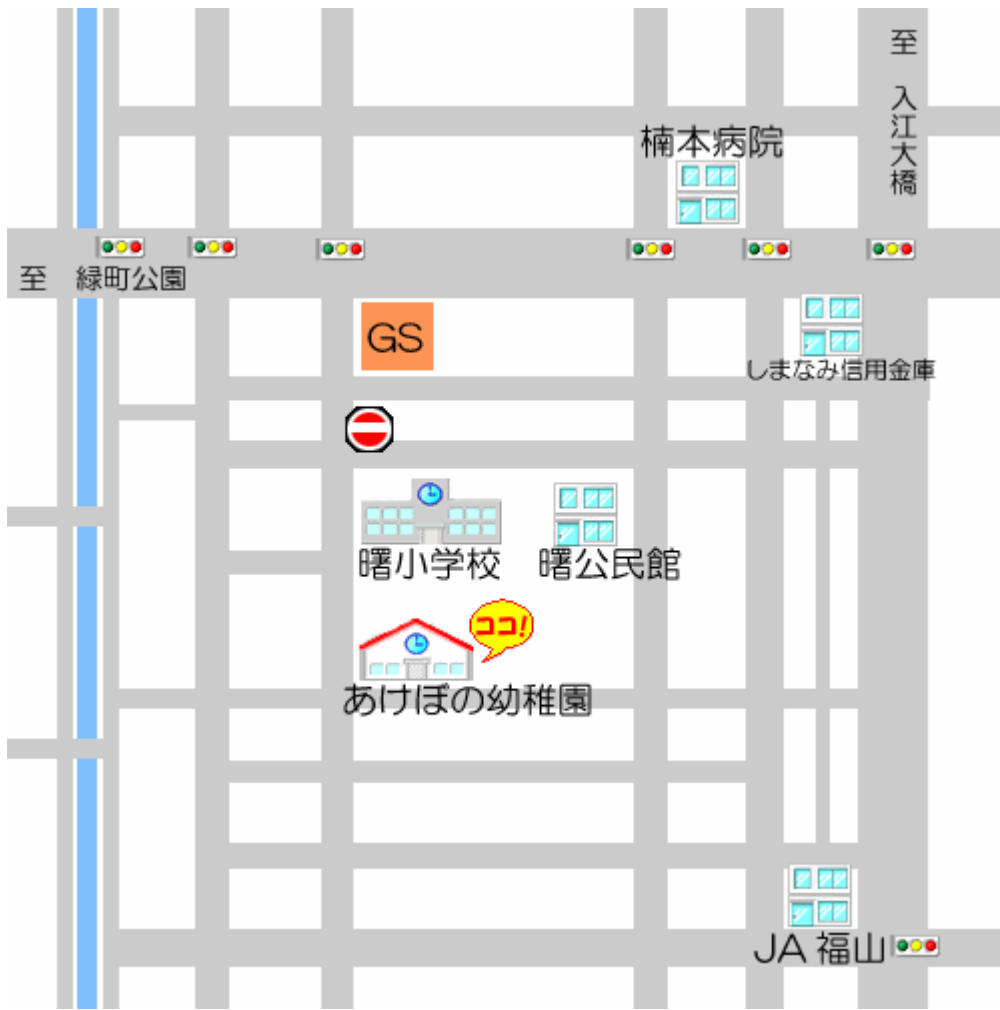 至 入江大橋
楠本病院
至 緑町公園
GS
しまなみ信用金庫
曙小学校
曙公民館
ココ!
あけぼの幼稚園
JA 福山